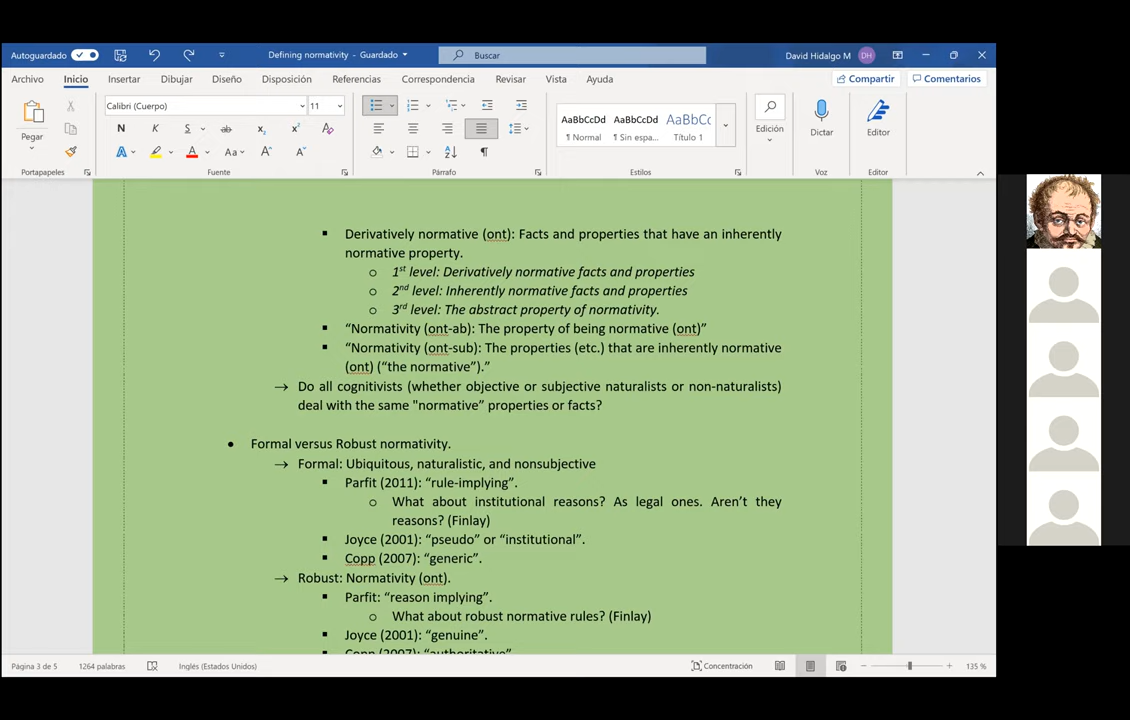 Autoguardado
Defining normativity - Guardado
Buscar
David Hidalgo M
DH
Archivo Inicio Insertar Dibujar Diseño Disposición Referencias Correspondencia Revisar Vista Ayuda
Compartir Comentarios
Pegar
Calibri (Cuerpo) 11
N K S ab x₂ x² A
A A Aa A A
AaBbCcDd AaBbCcDd AaBbCc
¶ Normal ¶ Sin espa... Título 1
Edición
Dictar
Editor
Portapapeles Fuente Párrafo Estilos Voz Editor
▪ Derivatively normative (ont): Facts and properties that have an inherently
normative property.
o 1st level: Derivatively normative facts and properties
o 2nd level: Inherently normative facts and properties
o 3rd level: The abstract property of normativity.
▪ “Normativity (ont-ab): The property of being normative (ont)”
▪ “Normativity (ont-sub): The properties (etc.) that are inherently normative
(ont) (“the normative”).”
→ Do all cognitivists (whether objective or subjective naturalists or non-naturalists)
deal with the same "normative” properties or facts?
• Formal versus Robust normativity.
→ Formal: Ubiquitous, naturalistic, and nonsubjective
▪ Parfit (2011): “rule-implying”.
o What about institutional reasons? As legal ones. Aren’t they
reasons? (Finlay)
▪ Joyce (2001): “pseudo” or “institutional”.
▪ Copp (2007): “generic”.
→ Robust: Normativity (ont).
▪ Parfit: “reason implying”.
o What about robust normative rules? (Finlay)
▪ Joyce (2001): “genuine”.
▪ Copp (2007): “authoritative”
Página 3 de 5 1264 palabras Inglés (Estados Unidos) Concentración 135 %